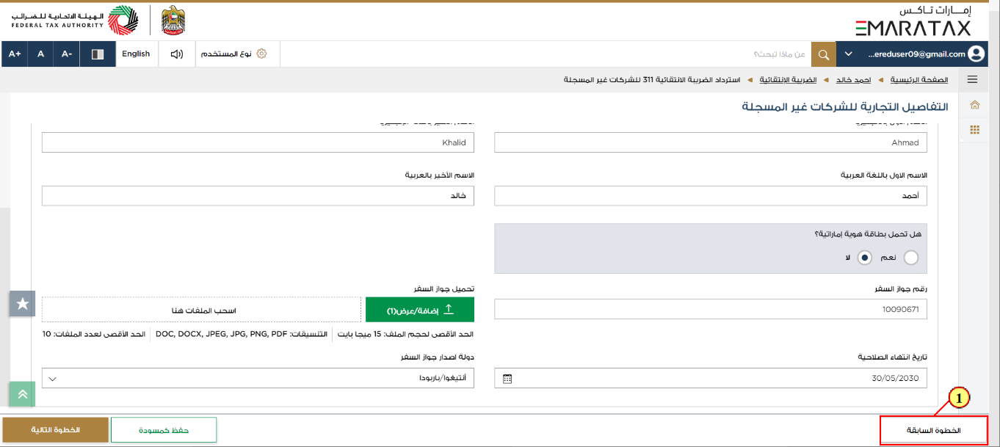 إمـــارات تـاكــس
EMARATAX
الهيئة الاتحادية للضرائب
FEDERAL TAX AUTHORITY
...ereduser09@gmail.com
عن ماذا تبحث؟
نوع المستخدم
English
A-
A
A+
الصفحة الرئيسية ◄ احمد خالد ◄ الضريبة الانتقائية ◄ استرداد الضريبة الانتقائية 311 للشركات غير المسجلة
التفاصيل التجارية للشركات غير المسجلة
Ahmad
Khalid
الاسم الاول باللغة العربية
الاسم الأخير بالعربية
أحمد
خالد
هل تحمل بطاقة هوية إماراتية؟
نعم
لا
رقم جواز السفر
تحميل جواز السفر
10090671
إضافة/عرض(1)
اسحب الملفات هنا
الحد الأقصى لحجم الملف: 15 ميجا بايت
التنسيقات: DOC, DOCX, JPEG, JPG, PNG, PDF
الحد الأقصى لعدد الملفات: 10
تاريخ انتهاء الصلاحية
دولة اصدار جواز السفر
30/05/2030
أنتيغوا/باربودا
1
الخطوة السابقة
حفظ كمسودة
الخطوة التالية